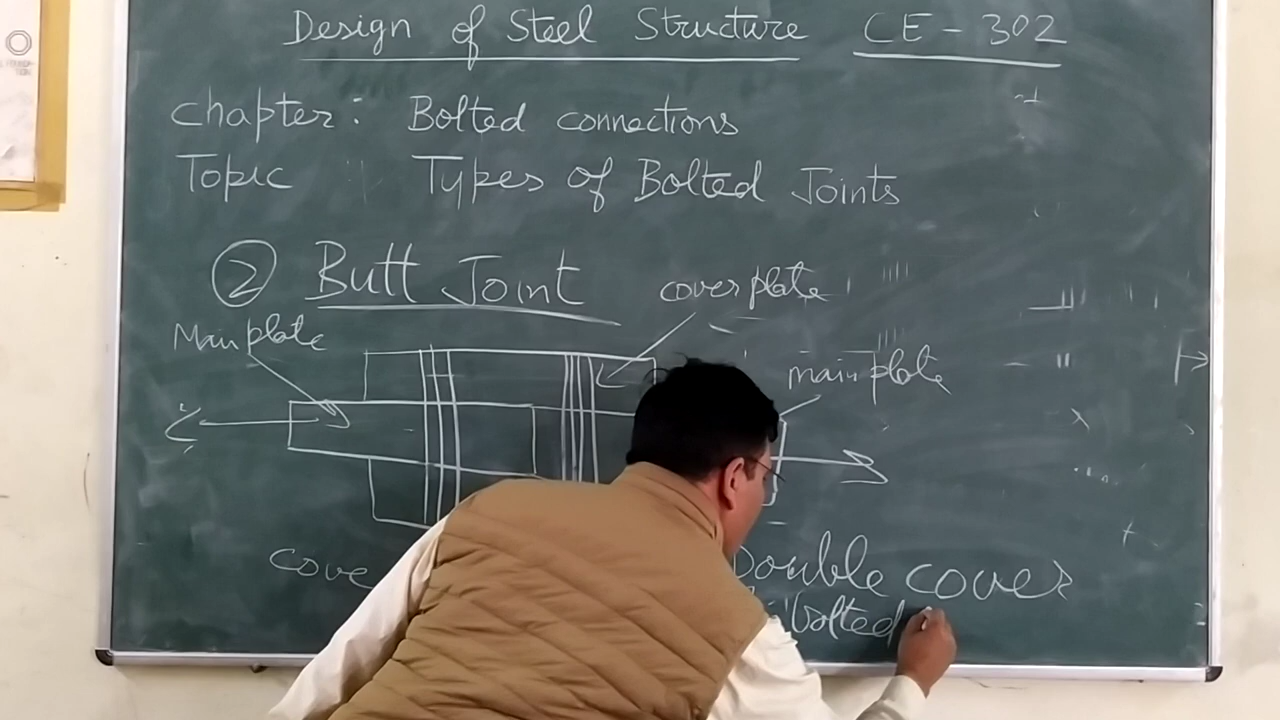 Design of Steel Structure CE - 302
Chapter: Bolted connections
Topic Types of Bolted Joints
② Butt Joint
cover plate
Main plate
main plate
Cove
Double cover
bolted